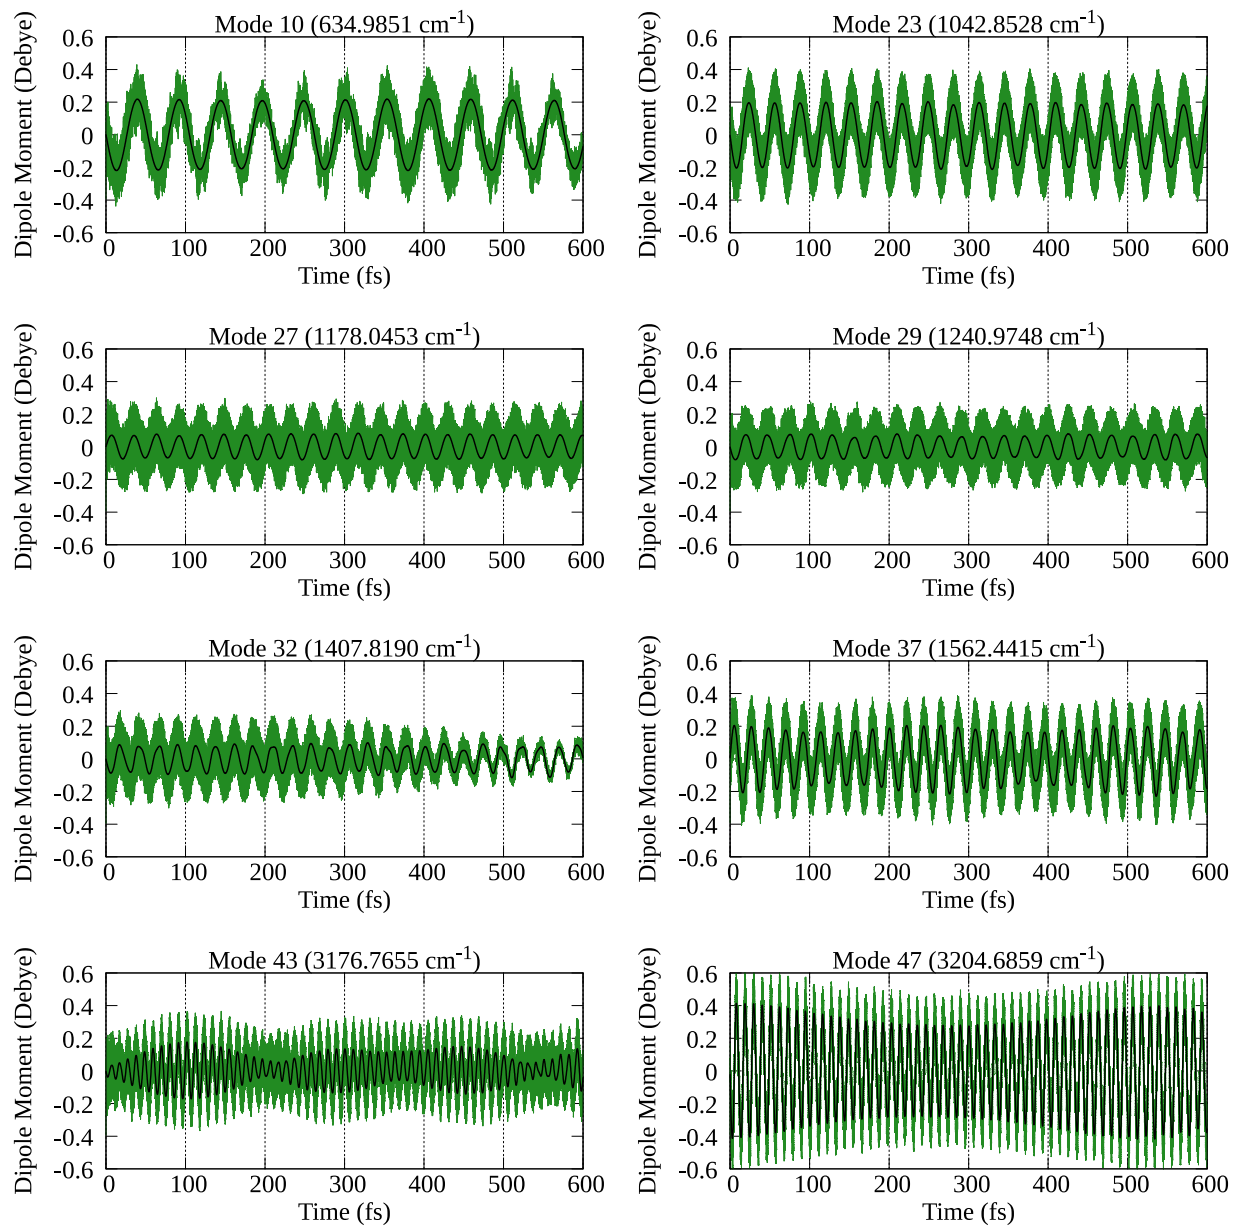 Mode 10 (634.9851 cm-1)
Dipole Moment (Debye)
0.6
0.4
0.2
0
-0.2
-0.4
-0.6
0 100 200 300 400 500 600
Time (fs)
Mode 23 (1042.8528 cm-1)
Dipole Moment (Debye)
0.6
0.4
0.2
0
-0.2
-0.4
-0.6
0 100 200 300 400 500 600
Time (fs)
Mode 27 (1178.0453 cm-1)
Dipole Moment (Debye)
0.6
0.4
0.2
0
-0.2
-0.4
-0.6
0 100 200 300 400 500 600
Time (fs)
Mode 29 (1240.9748 cm-1)
Dipole Moment (Debye)
0.6
0.4
0.2
0
-0.2
-0.4
-0.6
0 100 200 300 400 500 600
Time (fs)
Mode 32 (1407.8190 cm-1)
Dipole Moment (Debye)
0.6
0.4
0.2
0
-0.2
-0.4
-0.6
0 100 200 300 400 500 600
Time (fs)
Mode 37 (1562.4415 cm-1)
Dipole Moment (Debye)
0.6
0.4
0.2
0
-0.2
-0.4
-0.6
0 100 200 300 400 500 600
Time (fs)
Mode 43 (3176.7655 cm-1)
Dipole Moment (Debye)
0.6
0.4
0.2
0
-0.2
-0.4
-0.6
0 100 200 300 400 500 600
Time (fs)
Mode 47 (3204.6859 cm-1)
Dipole Moment (Debye)
0.6
0.4
0.2
0
-0.2
-0.4
-0.6
0 100 200 300 400 500 600
Time (fs)